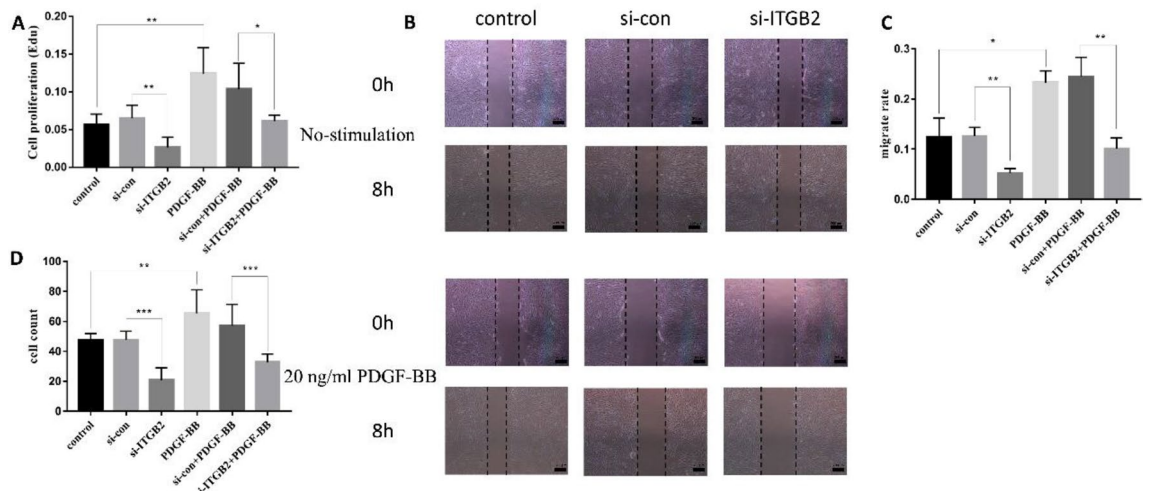 A
Cell proliferation (Edu)
0.20
0.15
0.10
0.05
0.00
**
**
*
control
si-con
si-ITGB2
PDGF-BB
si-con+PDGF-BB
si-ITGB2+PDGF-BB
B
control si-con si-ITGB2
0h
No-stimulation
8h
0h
20 ng/ml PDGF-BB
8h
C
migrate rate
0.3
0.2
0.1
0.0
*
**
**
control
si-con
si-ITGB2
PDGF-BB
si-con+PDGF-BB
si-ITGB2+PDGF-BB
D
cell count
100
80
60
40
20
0
**
***
***
control
si-con
si-ITGB2
PDGF-BB
si-con+PDGF-BB
si-ITGB2+PDGF-BB